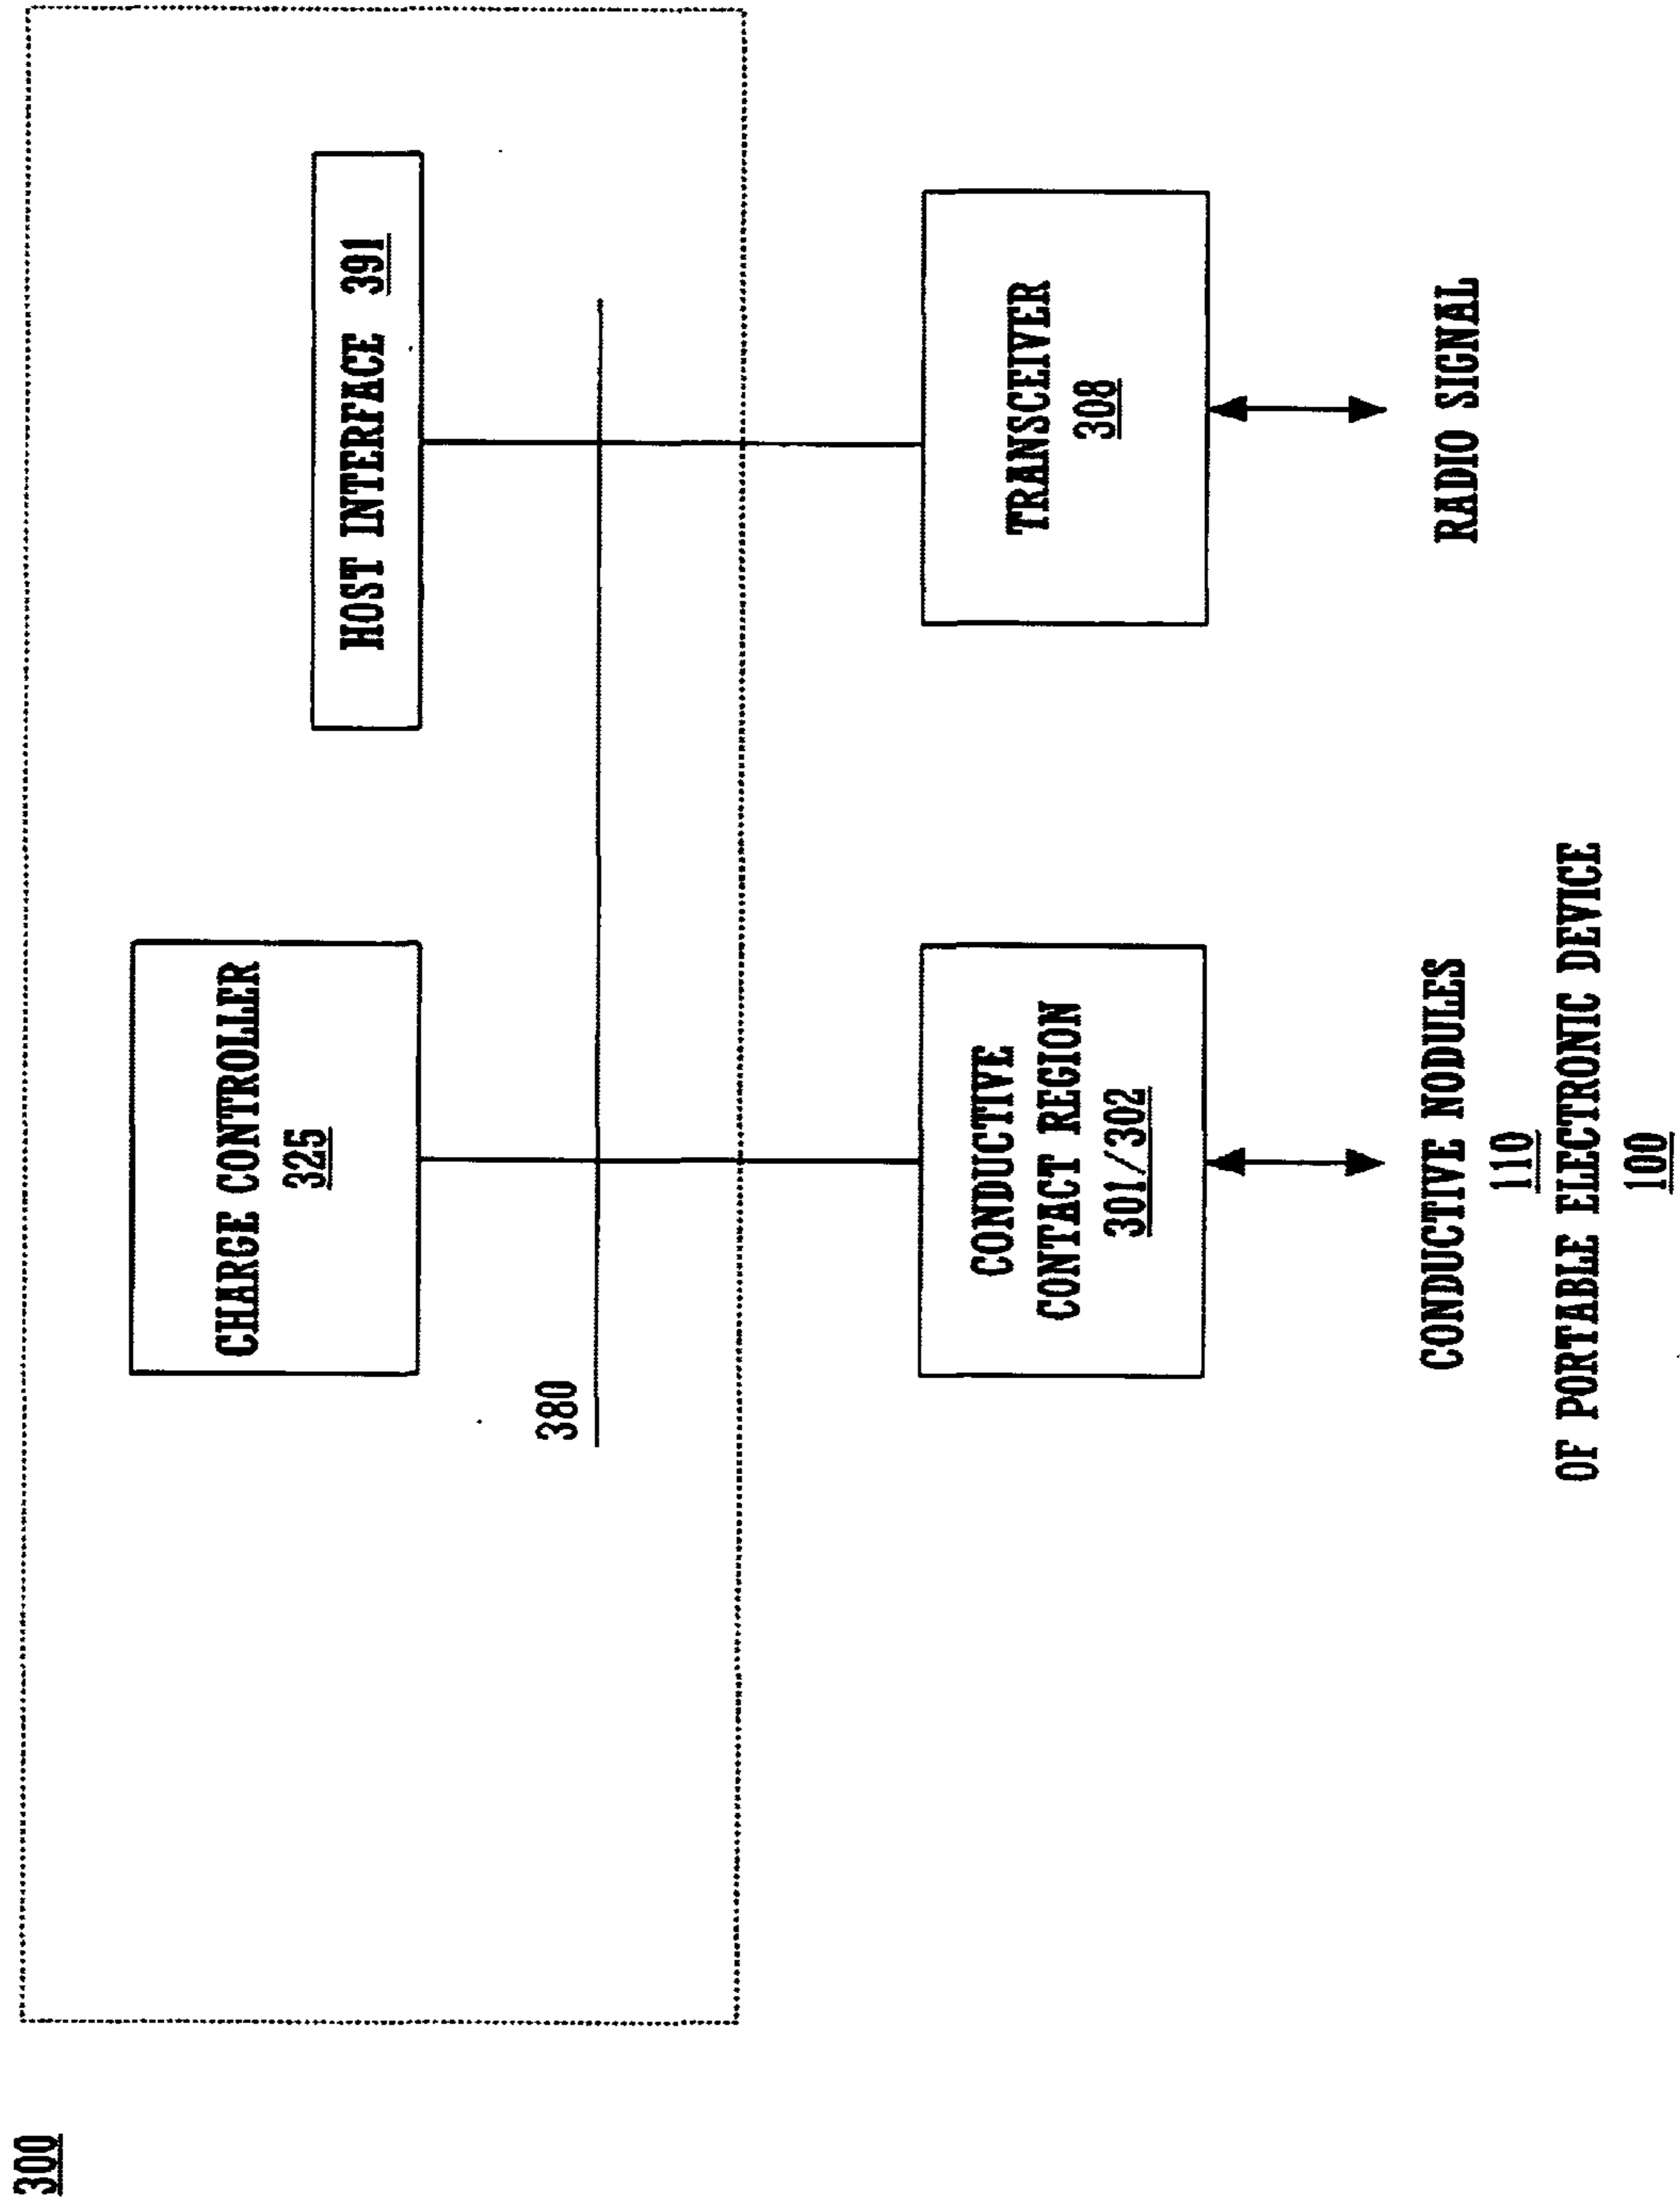 300
CHARGE CONTROLLER
325
HOST INTERFACE 391
380
CONDUCTIVE
CONTACT REGION
301/302
TRANSCEIVER
308
CONDUCTIVE NODULES
110
OF PORTABLE ELECTRONIC DEVICE
100
RADIO SIGNAL